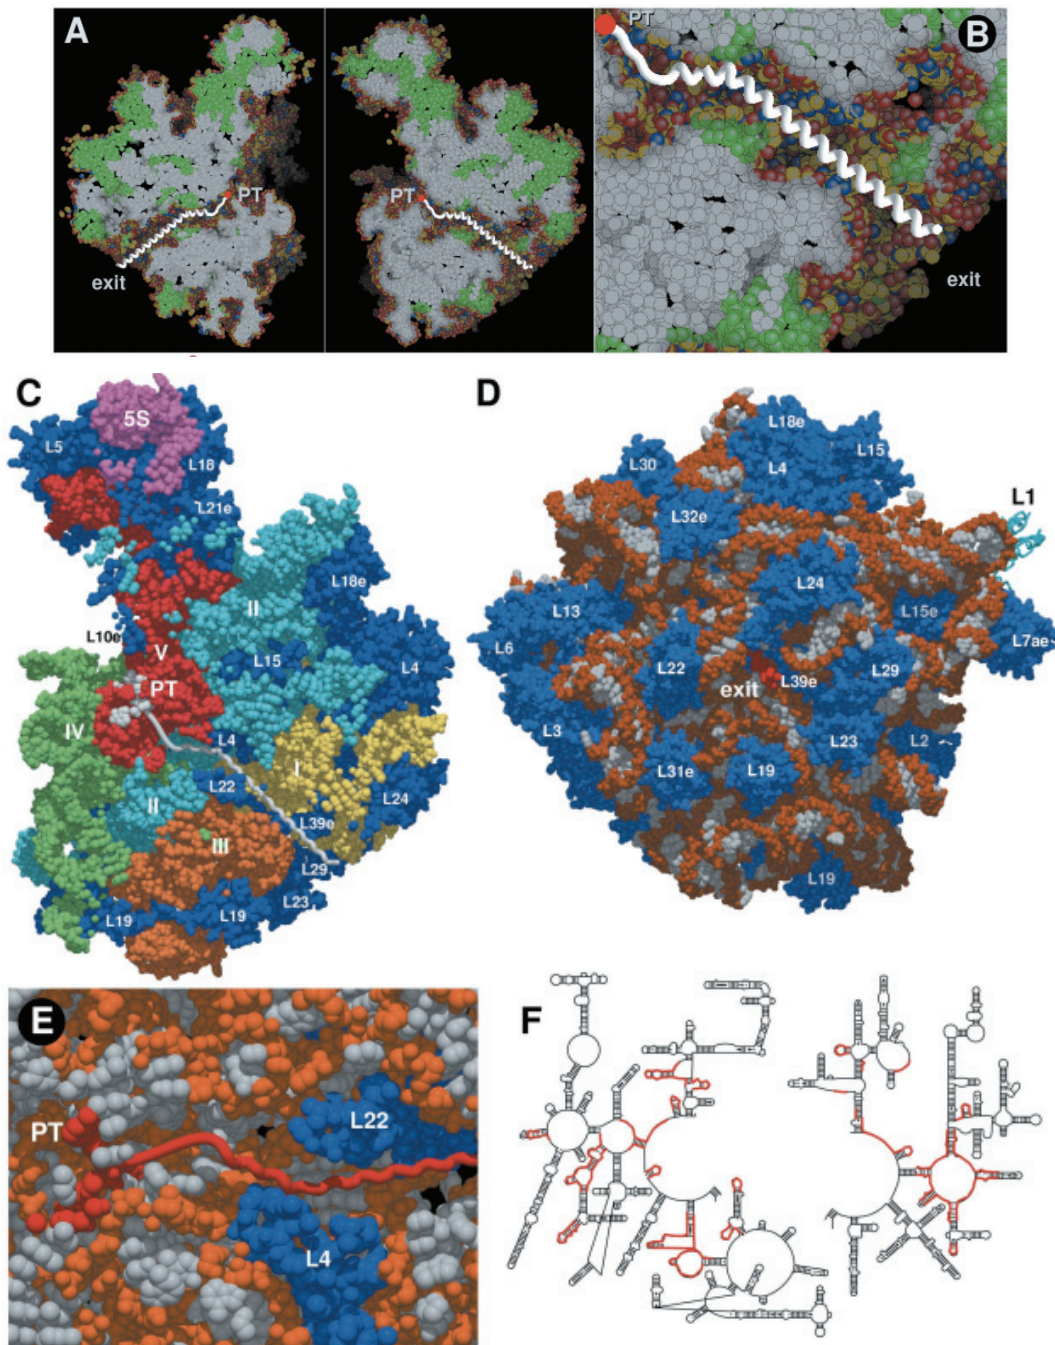 A
PT
exit
PT
PT
B
exit
C
5S
L5
L18
L21e
II
L18e
L10e
V
L15
L4
PT
IV
L4
I
II
L22
L24
L39e
III
L29
L23
L19
L19
D
L18e
L30
L4
L15
L32e
L1
L24
L13
L15e
L6
L7ae
L22
L29
exit
L39e
L3
L23
L2
L31e
L19
L19
E
PT
L22
L4
F